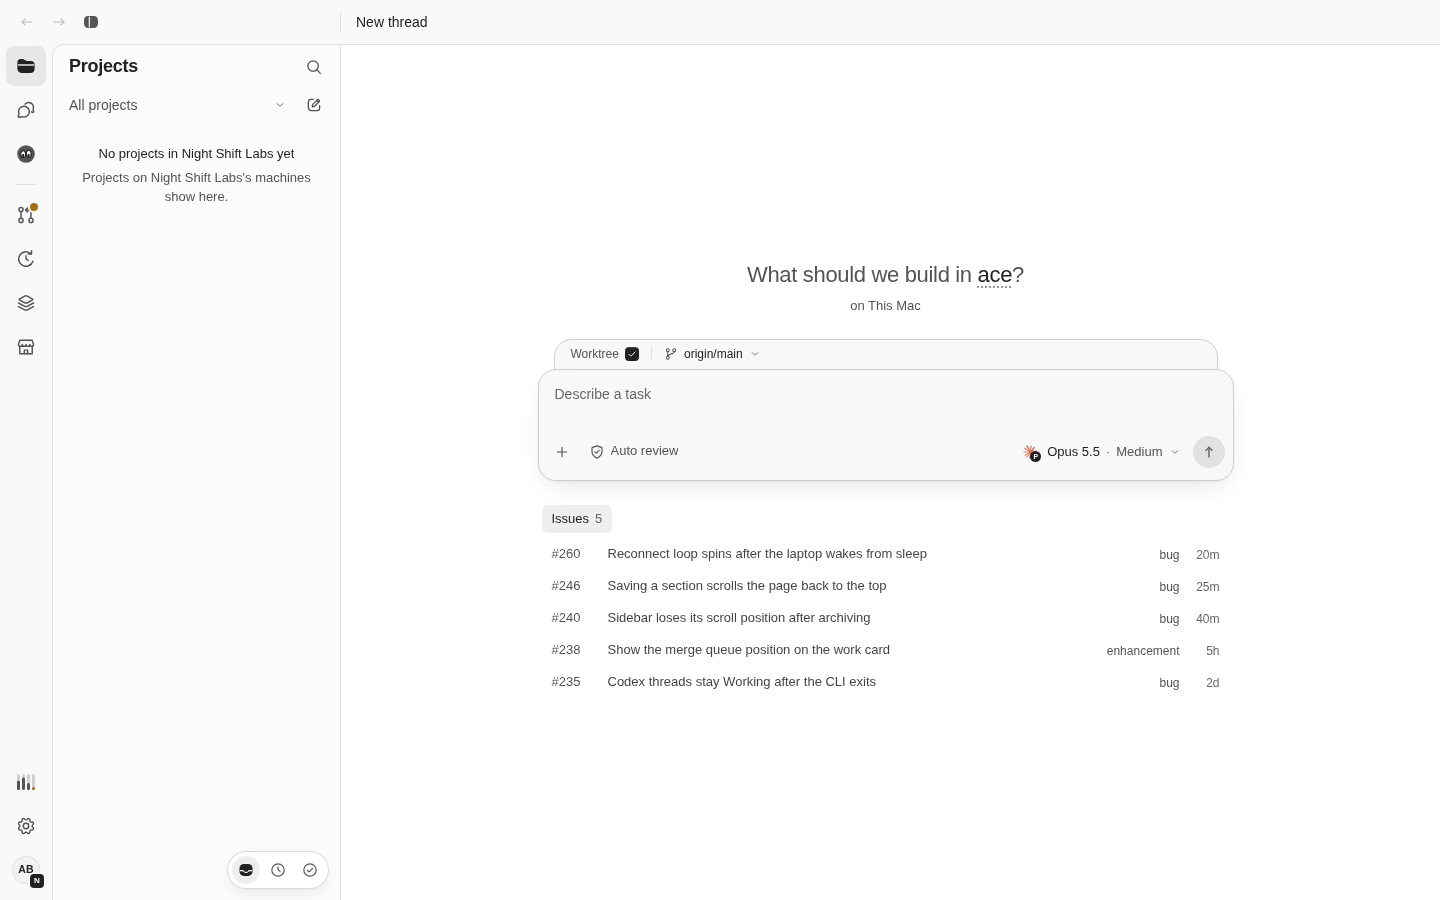 New thread
Projects
All projects
No projects in Night Shift Labs yet
Projects on Night Shift Labs's machines
show here.
What should we build in ace?
on This Mac
Worktree origin/main
Describe a task
Auto review
P
Opus 5.5 · Medium
Issues 5
#260 Reconnect loop spins after the laptop wakes from sleep bug 20m
#246 Saving a section scrolls the page back to the top bug 25m
#240 Sidebar loses its scroll position after archiving bug 40m
#238 Show the merge queue position on the work card enhancement 5h
#235 Codex threads stay Working after the CLI exits bug 2d
AB
N